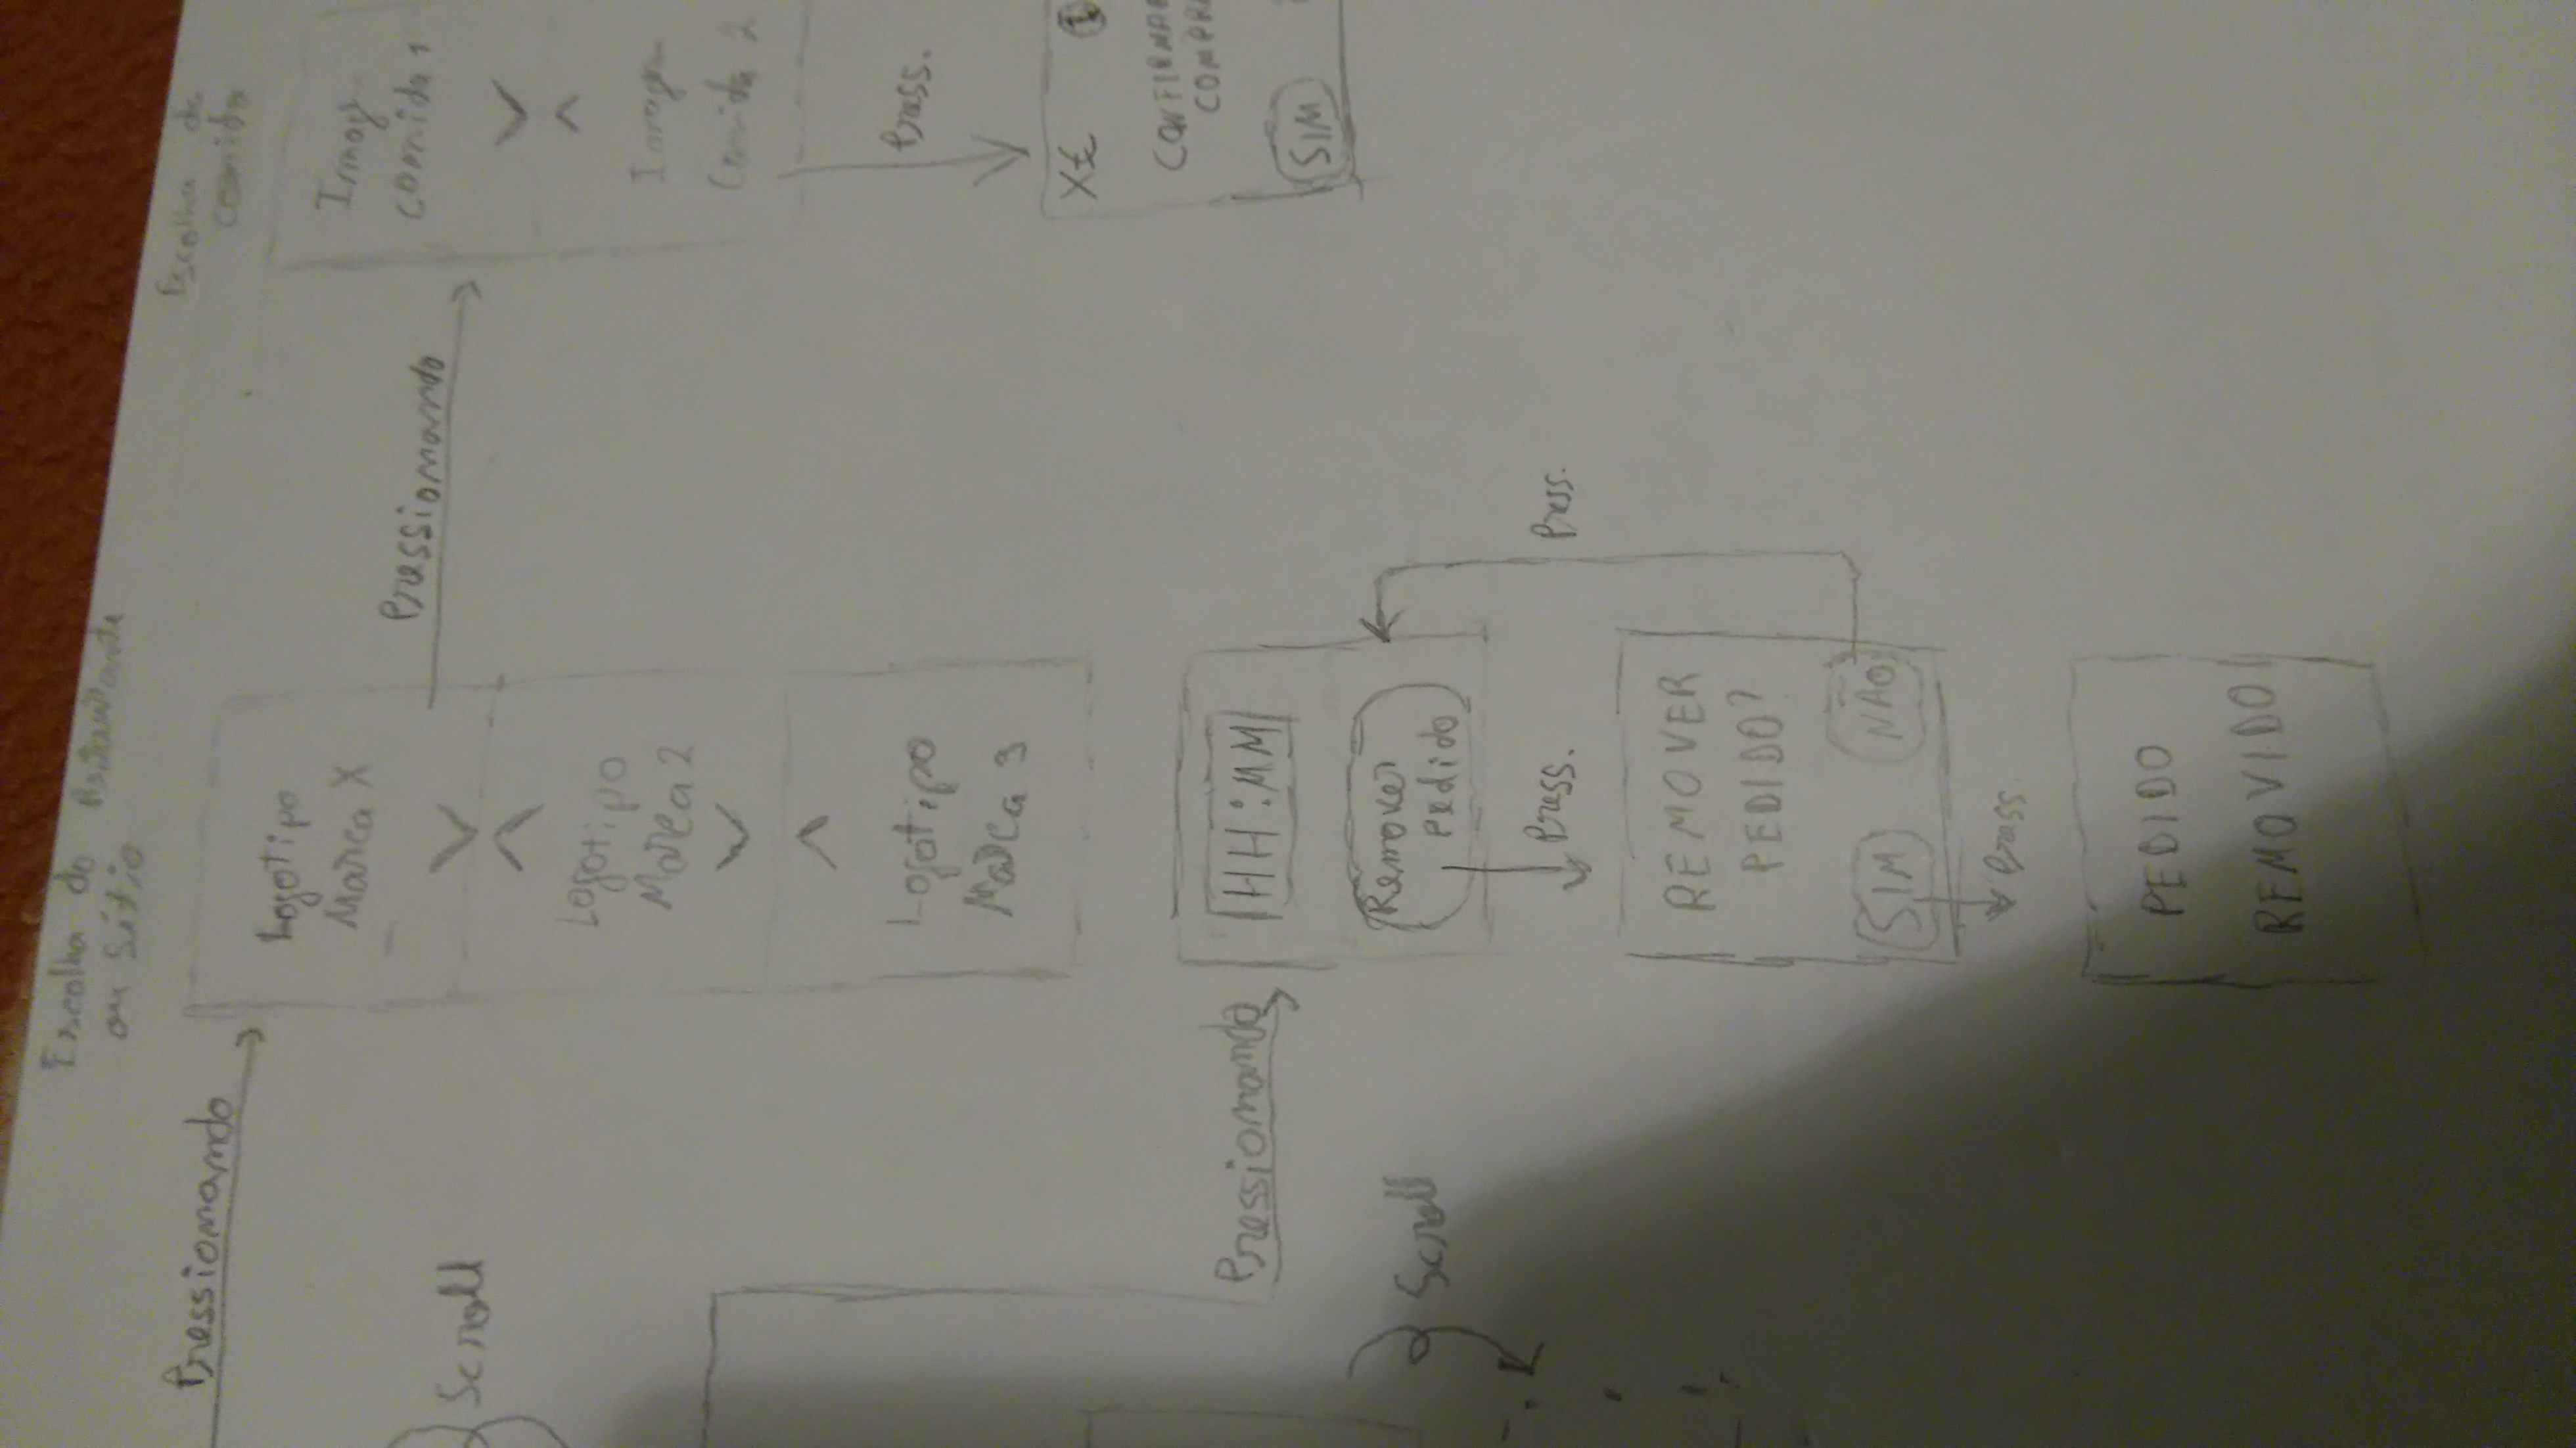 Escolha do Restaurante
ou Sítio
Pressionando
Logotipo
Marca X
Scroll
Logotipo
Marca 2
Logotipo
Marca 3
Pressionando
Escolha da
comida
Imagem
comida 1
Imagem
Comida 2
Press.
X£
1
CONFIRMA
COMPR
SIM
Pressionando
HH:MM
Remover
Pedido
Scroll
Press.
Press.
REMOVER
PEDIDO?
SIM NÃO
Press.
PEDIDO
REMOVIDO